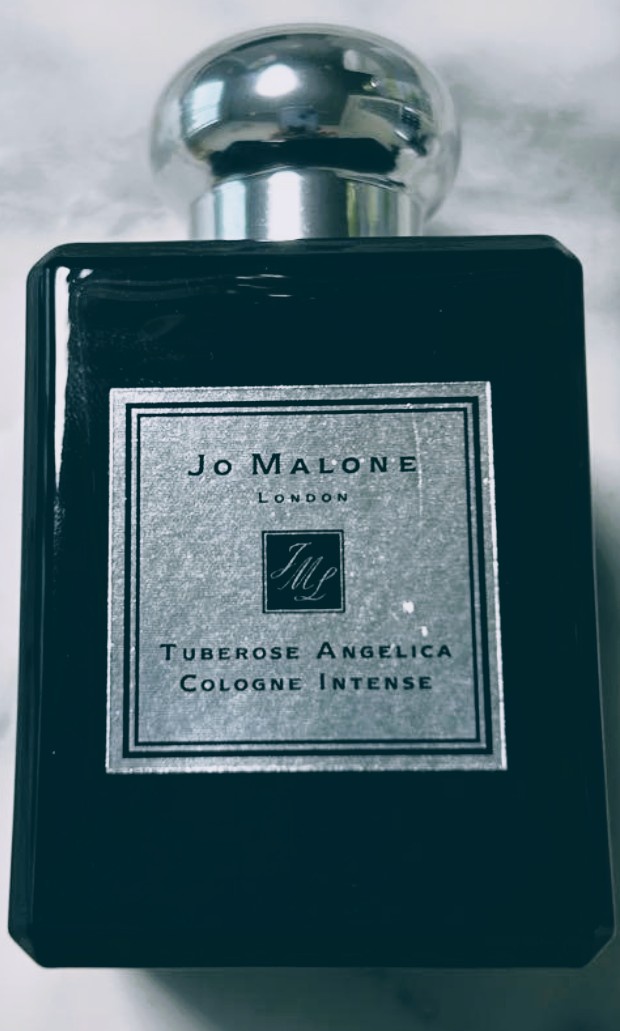 Jo Malone
London
JML
Tuberose Angelica
Cologne Intense